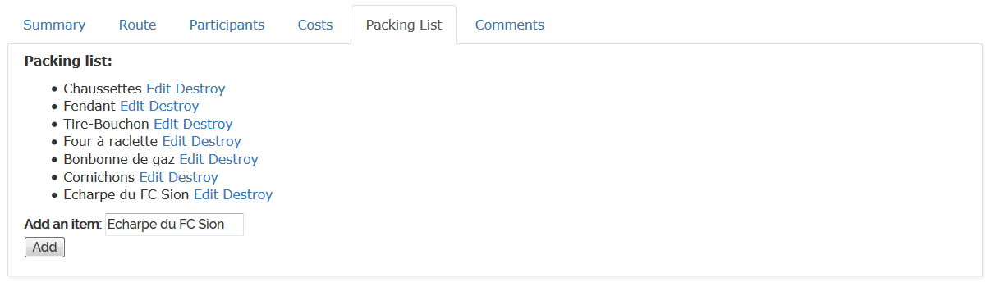 Summary Route Participants Costs Packing List Comments
Packing list:
Chaussettes Edit Destroy
Fendant Edit Destroy
Tire-Bouchon Edit Destroy
Four à raclette Edit Destroy
Bonbonne de gaz Edit Destroy
Cornichons Edit Destroy
Echarpe du FC Sion Edit Destroy
Add an item: Echarpe du FC Sion
Add